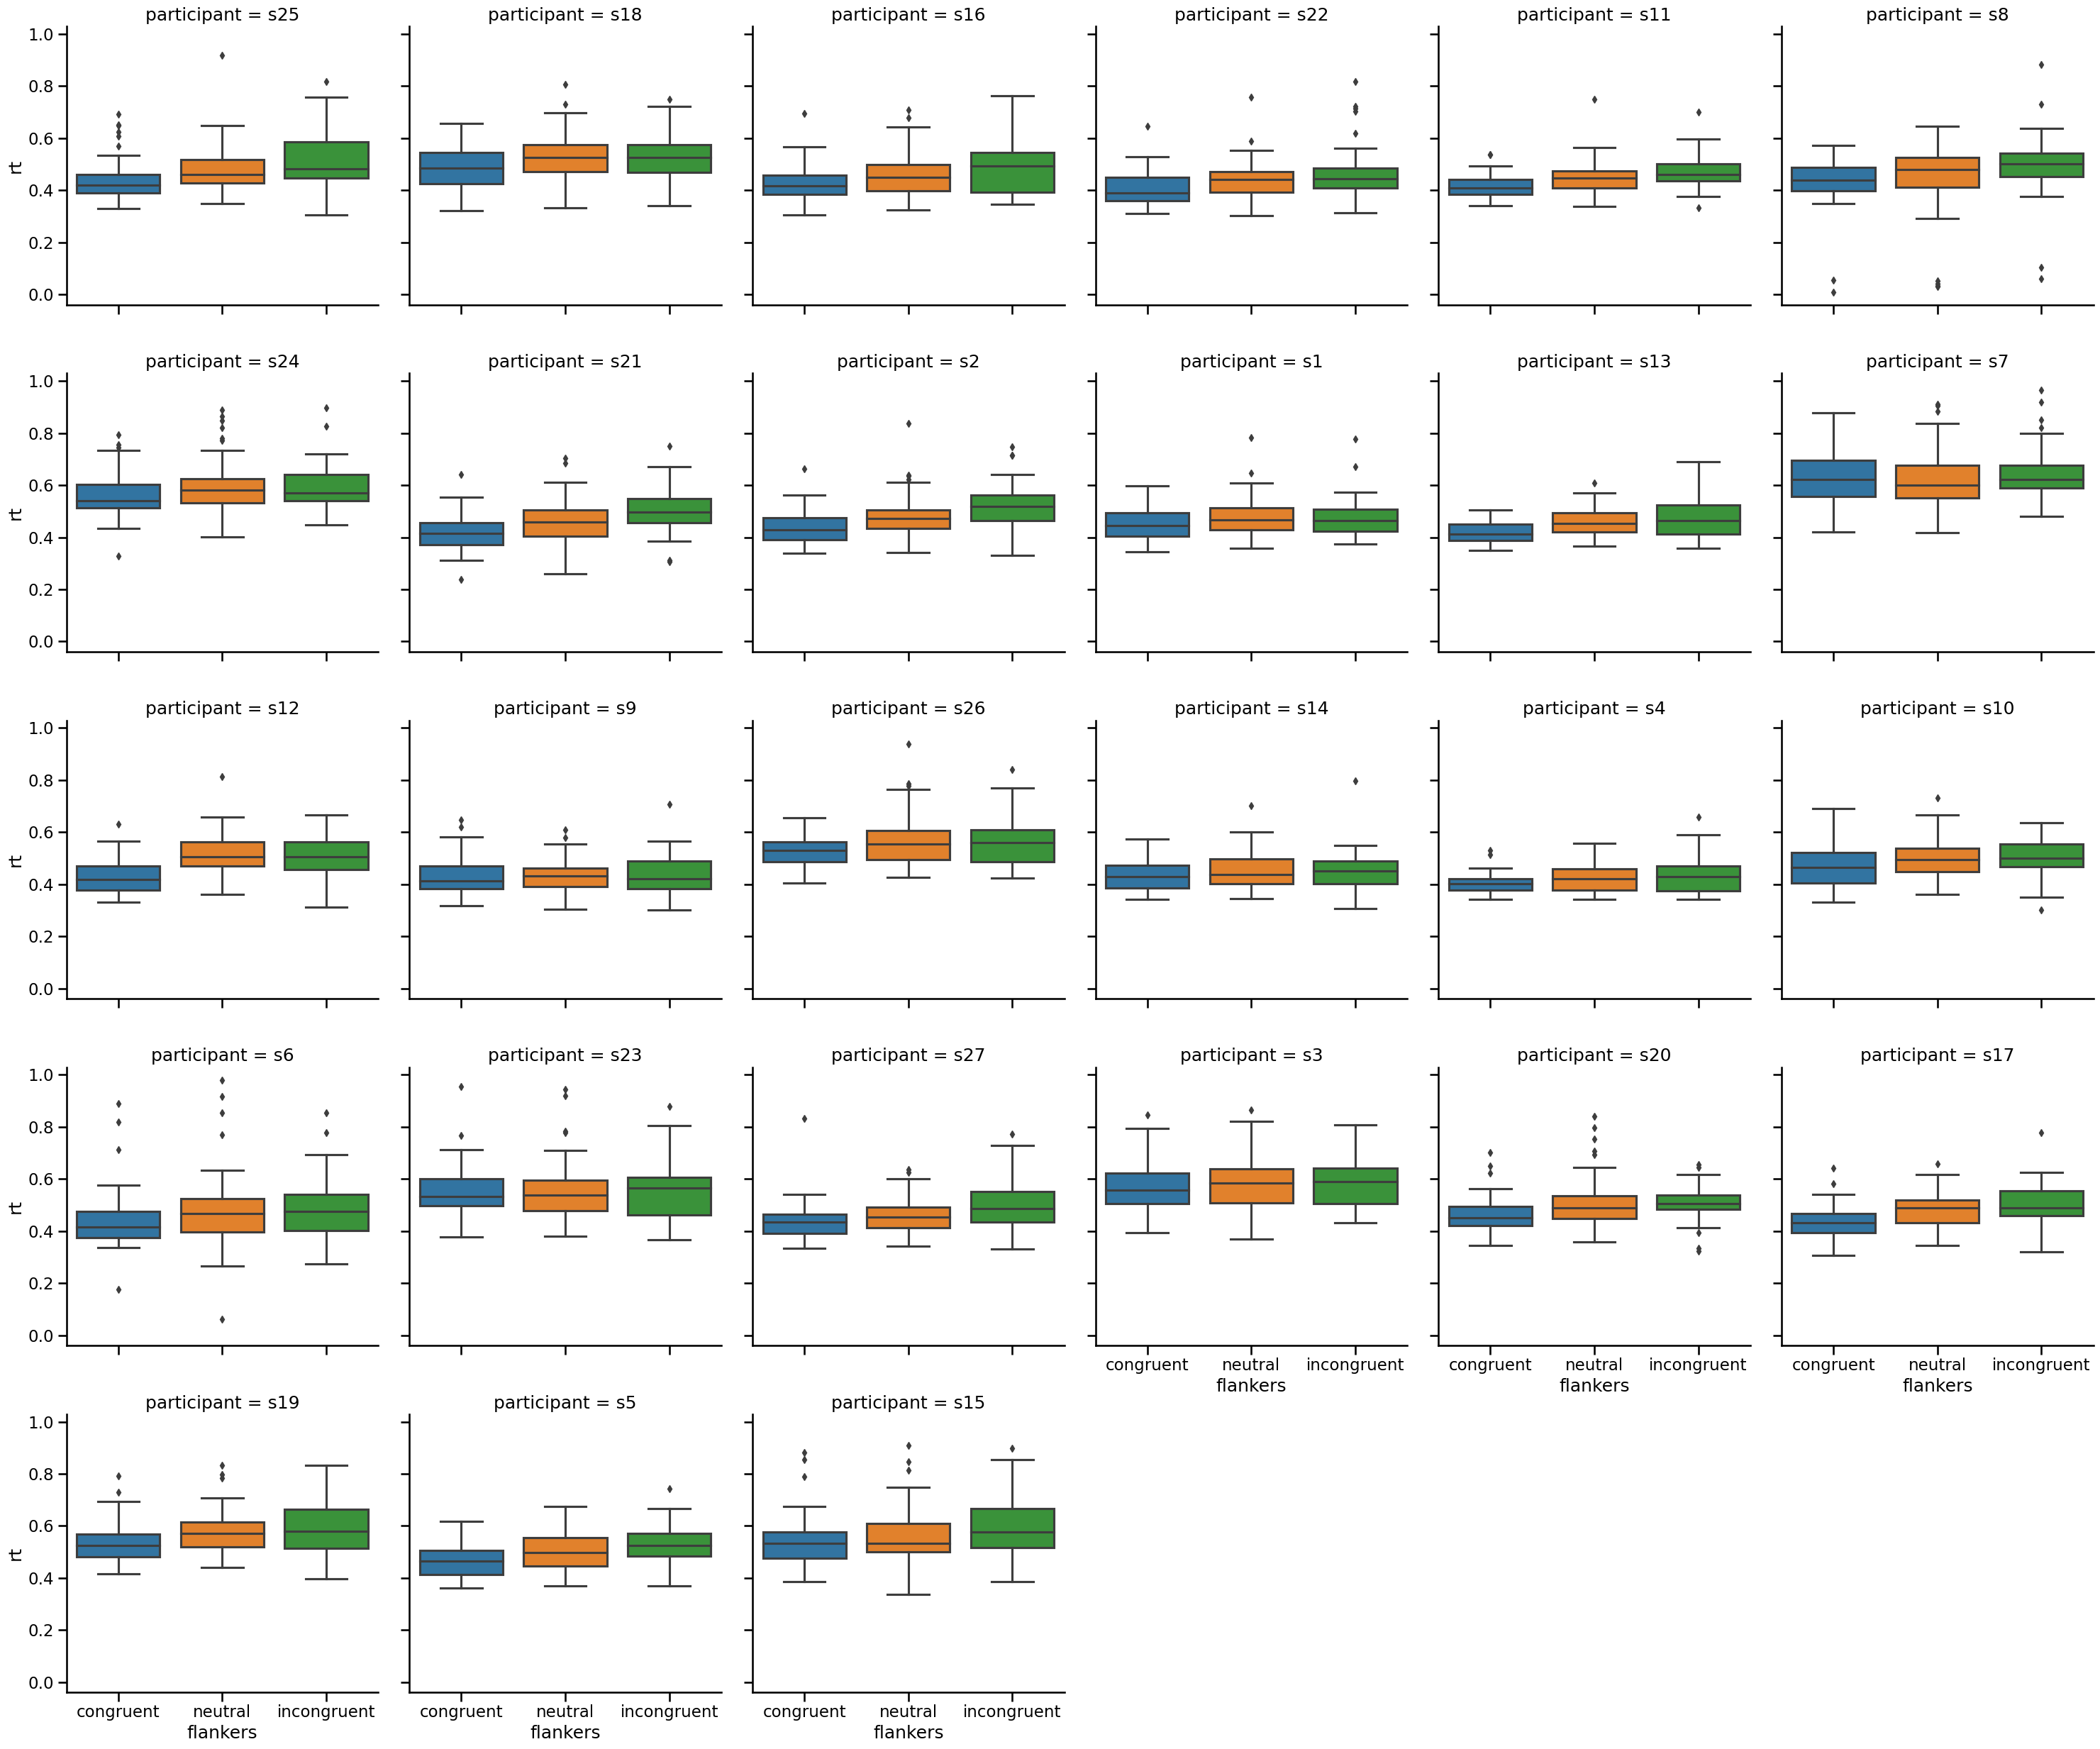 participant = s25 participant = s18 participant = s16 participant = s22 participant = s11 participant = s8
1.0
0.8
0.6
rt
0.4
0.2
0.0
participant = s24 participant = s21 participant = s2 participant = s1 participant = s13 participant = s7
1.0
0.8
0.6
rt
0.4
0.2
0.0
participant = s12 participant = s9 participant = s26 participant = s14 participant = s4 participant = s10
1.0
0.8
0.6
rt
0.4
0.2
0.0
participant = s6 participant = s23 participant = s27 participant = s3 participant = s20 participant = s17
1.0
0.8
0.6
rt
0.4
0.2
0.0
congruent neutral incongruent congruent neutral incongruent congruent neutral incongruent
flankers flankers flankers
participant = s19 participant = s5 participant = s15
1.0
0.8
0.6
rt
0.4
0.2
0.0
congruent neutral incongruent congruent neutral incongruent congruent neutral incongruent
flankers flankers flankers